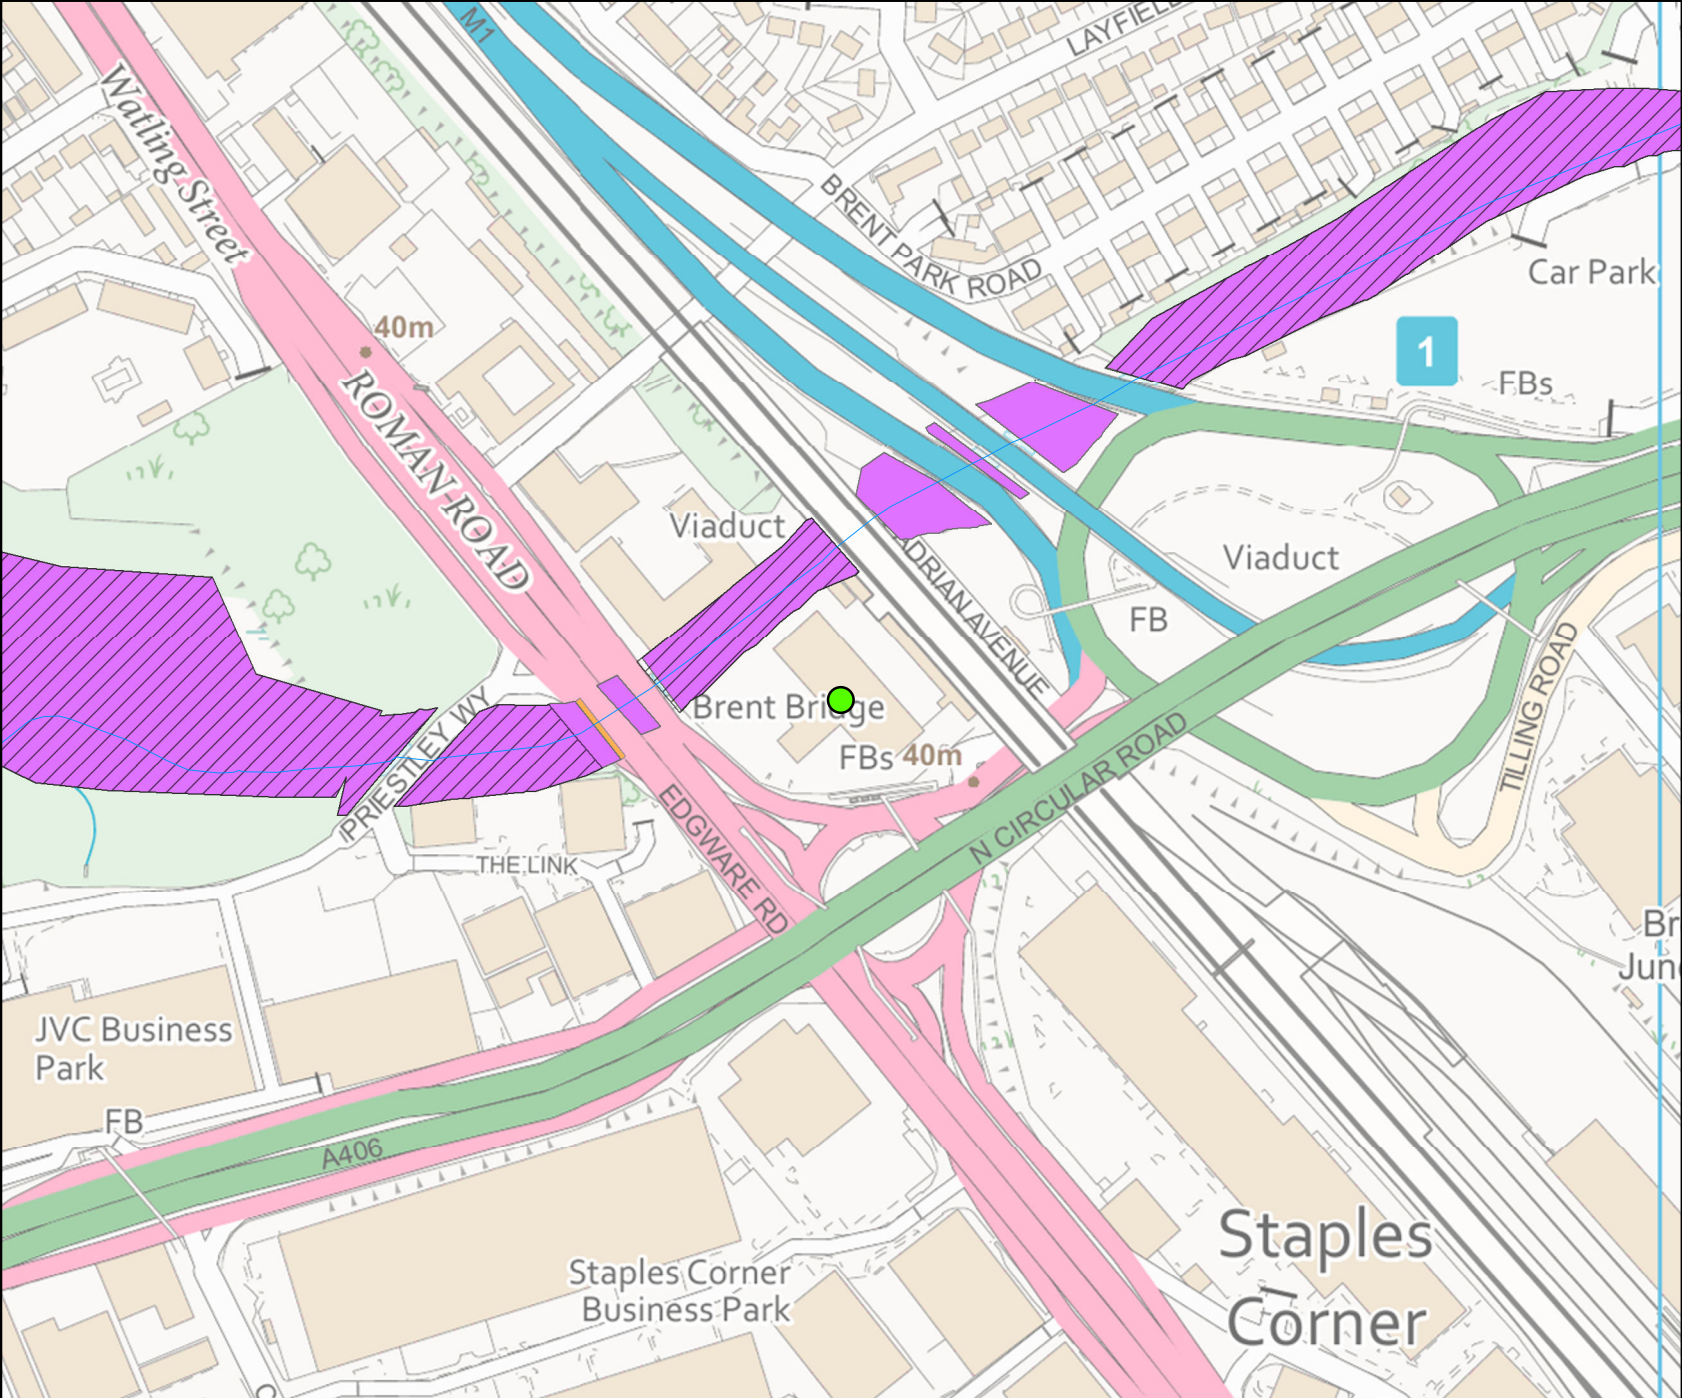 M1
LAYFIELD
Watling Street
BRENT PARK ROAD
Car Park
40m
1
FBs
ROMAN ROAD
Viaduct
ADRIAN AVENUE
Viaduct
FB
Brent Bridge
FBs 40m
TILLING ROAD
PRIESTLEY WY
EDGWARE RD
N CIRCULAR ROAD
THE LINK
Br
Junc
JVC Business
Park
FB
A406
Staples
Corner
Staples Corner
Business Park